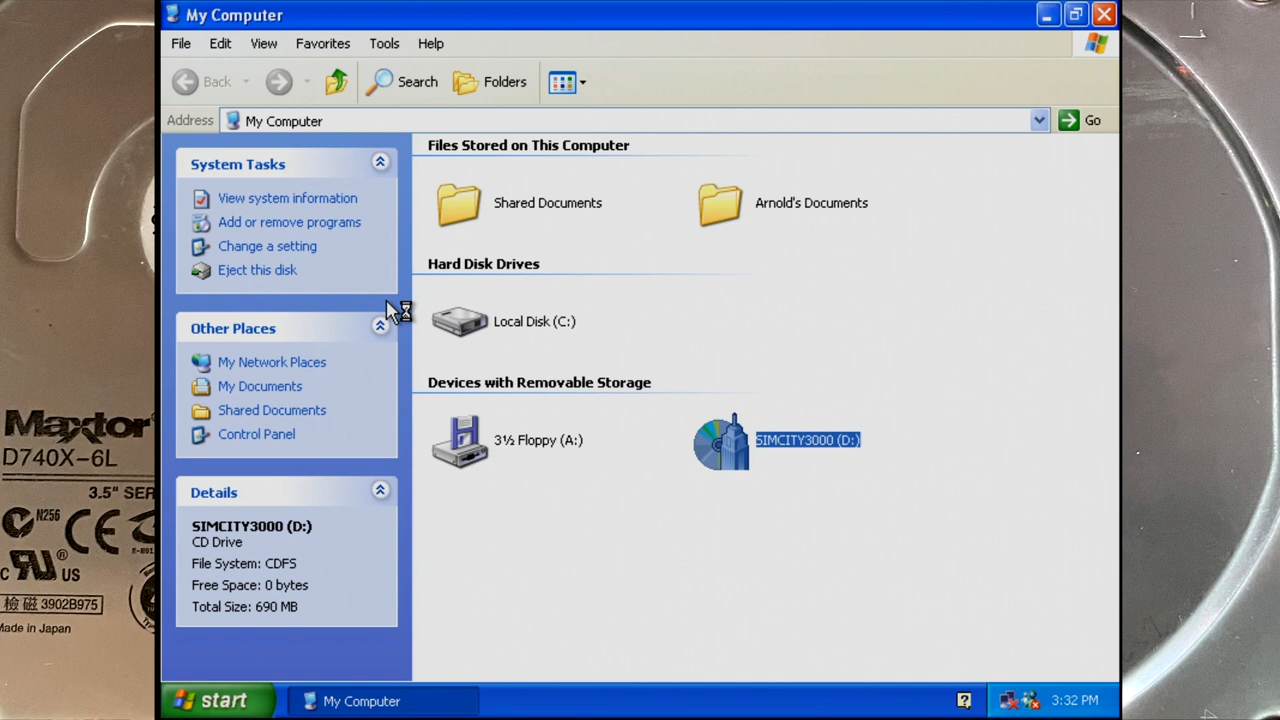 My Computer
File Edit View Favorites Tools Help
Back Search Folders
Address My Computer Go
System Tasks
View system information
Add or remove programs
Change a setting
Eject this disk
Other Places
My Network Places
My Documents
Shared Documents
Control Panel
Details
SIMCITY3000 (D:)
CD Drive
File System: CDFS
Free Space: 0 bytes
Total Size: 690 MB
Files Stored on This Computer
Shared Documents Arnold's Documents
Hard Disk Drives
Local Disk (C:)
Devices with Removable Storage
3½ Floppy (A:) SIMCITY3000 (D:)
start My Computer 3:32 PM
Maxtor
D740X-6L
3.5" SER
N256
CE
C US
檢磁 3902B975
Made in Japan